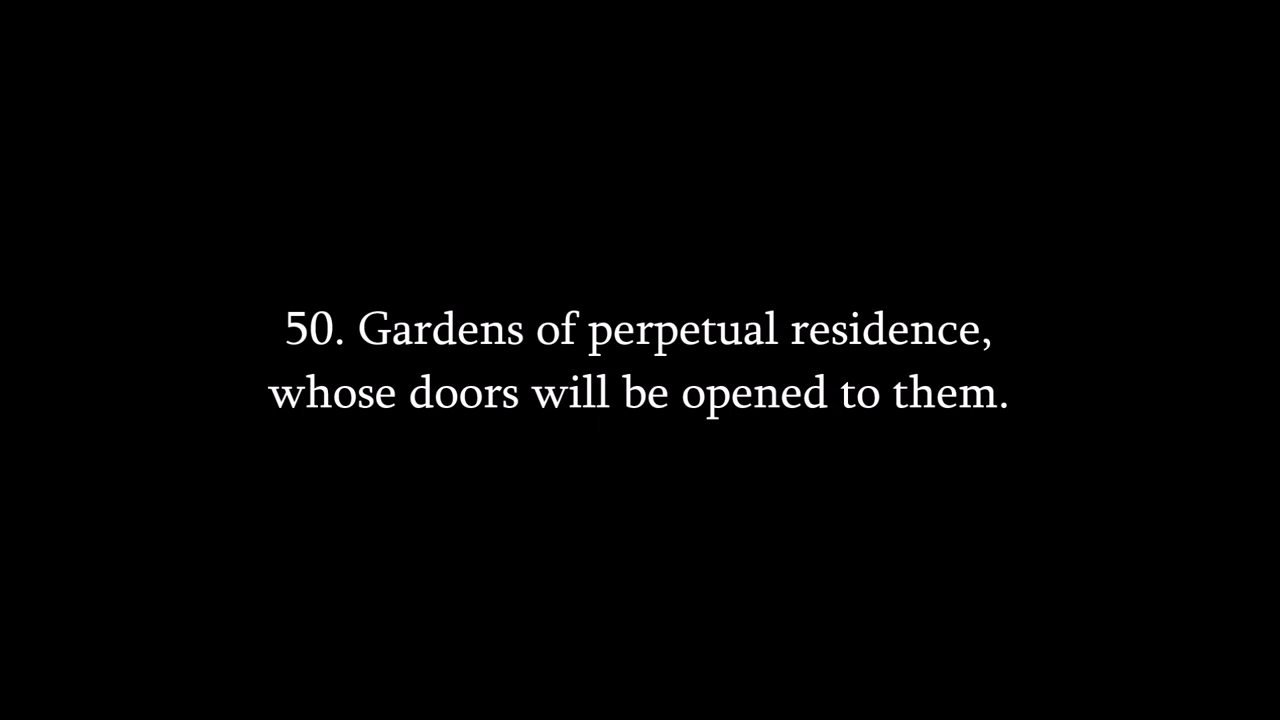 50. Gardens of perpetual residence,
whose doors will be opened to them.